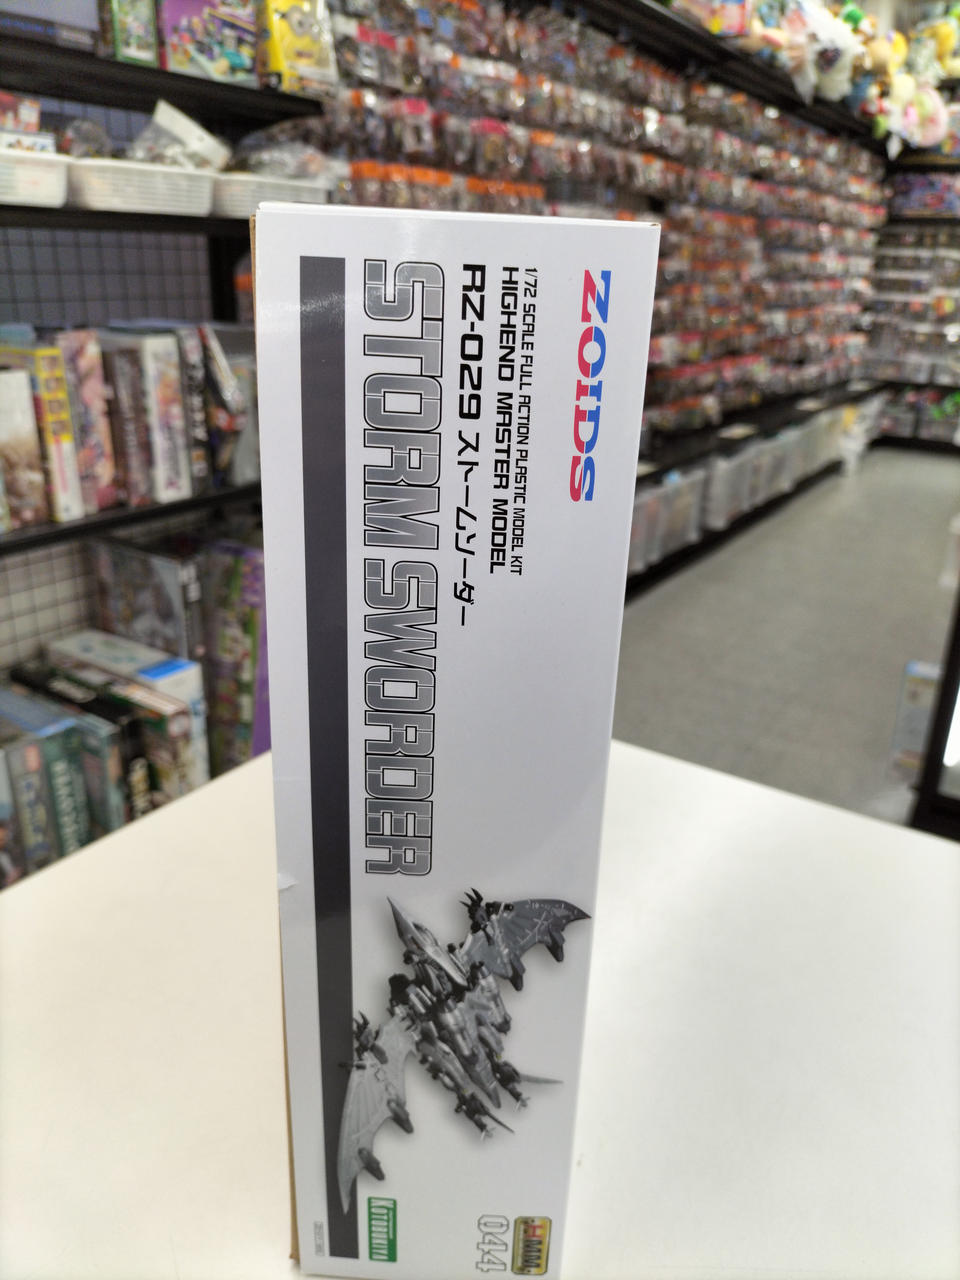 ZOIDS
1/72 SCALE FULL ACTION PLASTIC MODEL KIT
HIGHEND MASTER MODEL
RZ-029 ストームソーダー
STORM SWORDER
HMM
044
KOTOBUKIYA